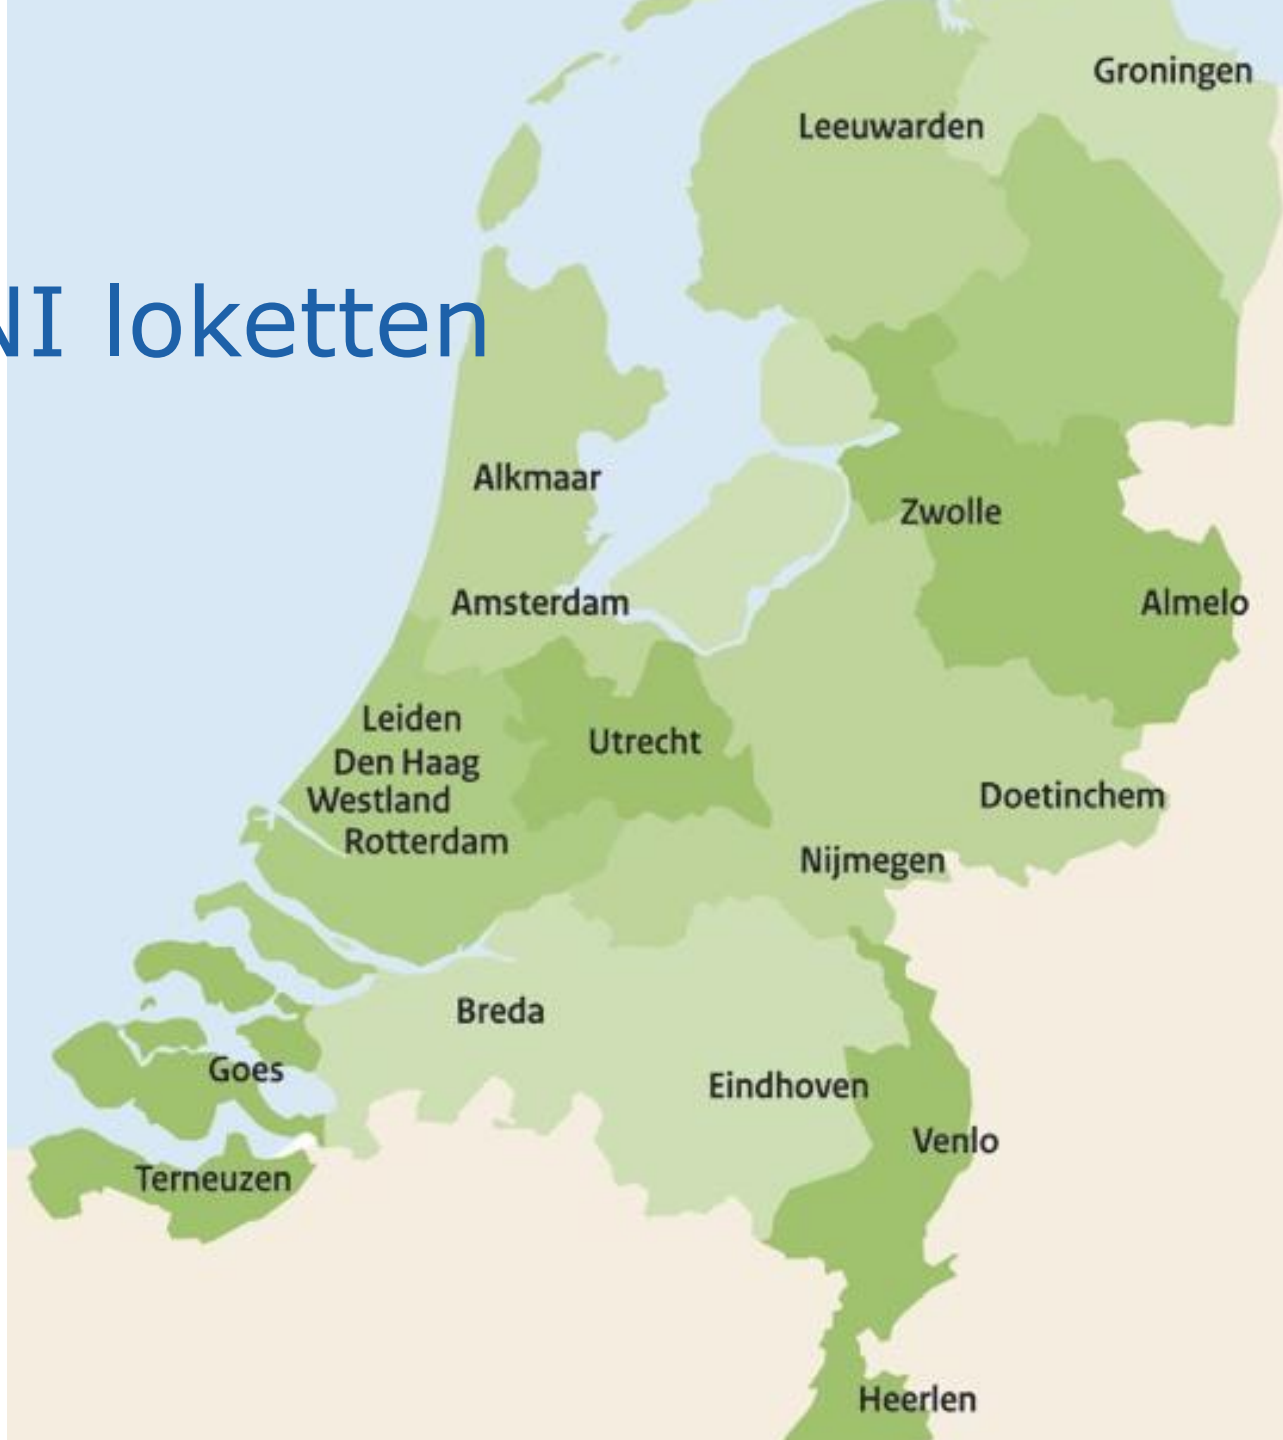 Groningen
Leeuwarden
NI loketten
Alkmaar
Zwolle
Amsterdam
Almelo
Leiden
Utrecht
Den Haag
Westland
Doetinchem
Rotterdam
Nijmegen
Breda
Goes
Eindhoven
Venlo
Terneuzen
Heerlen